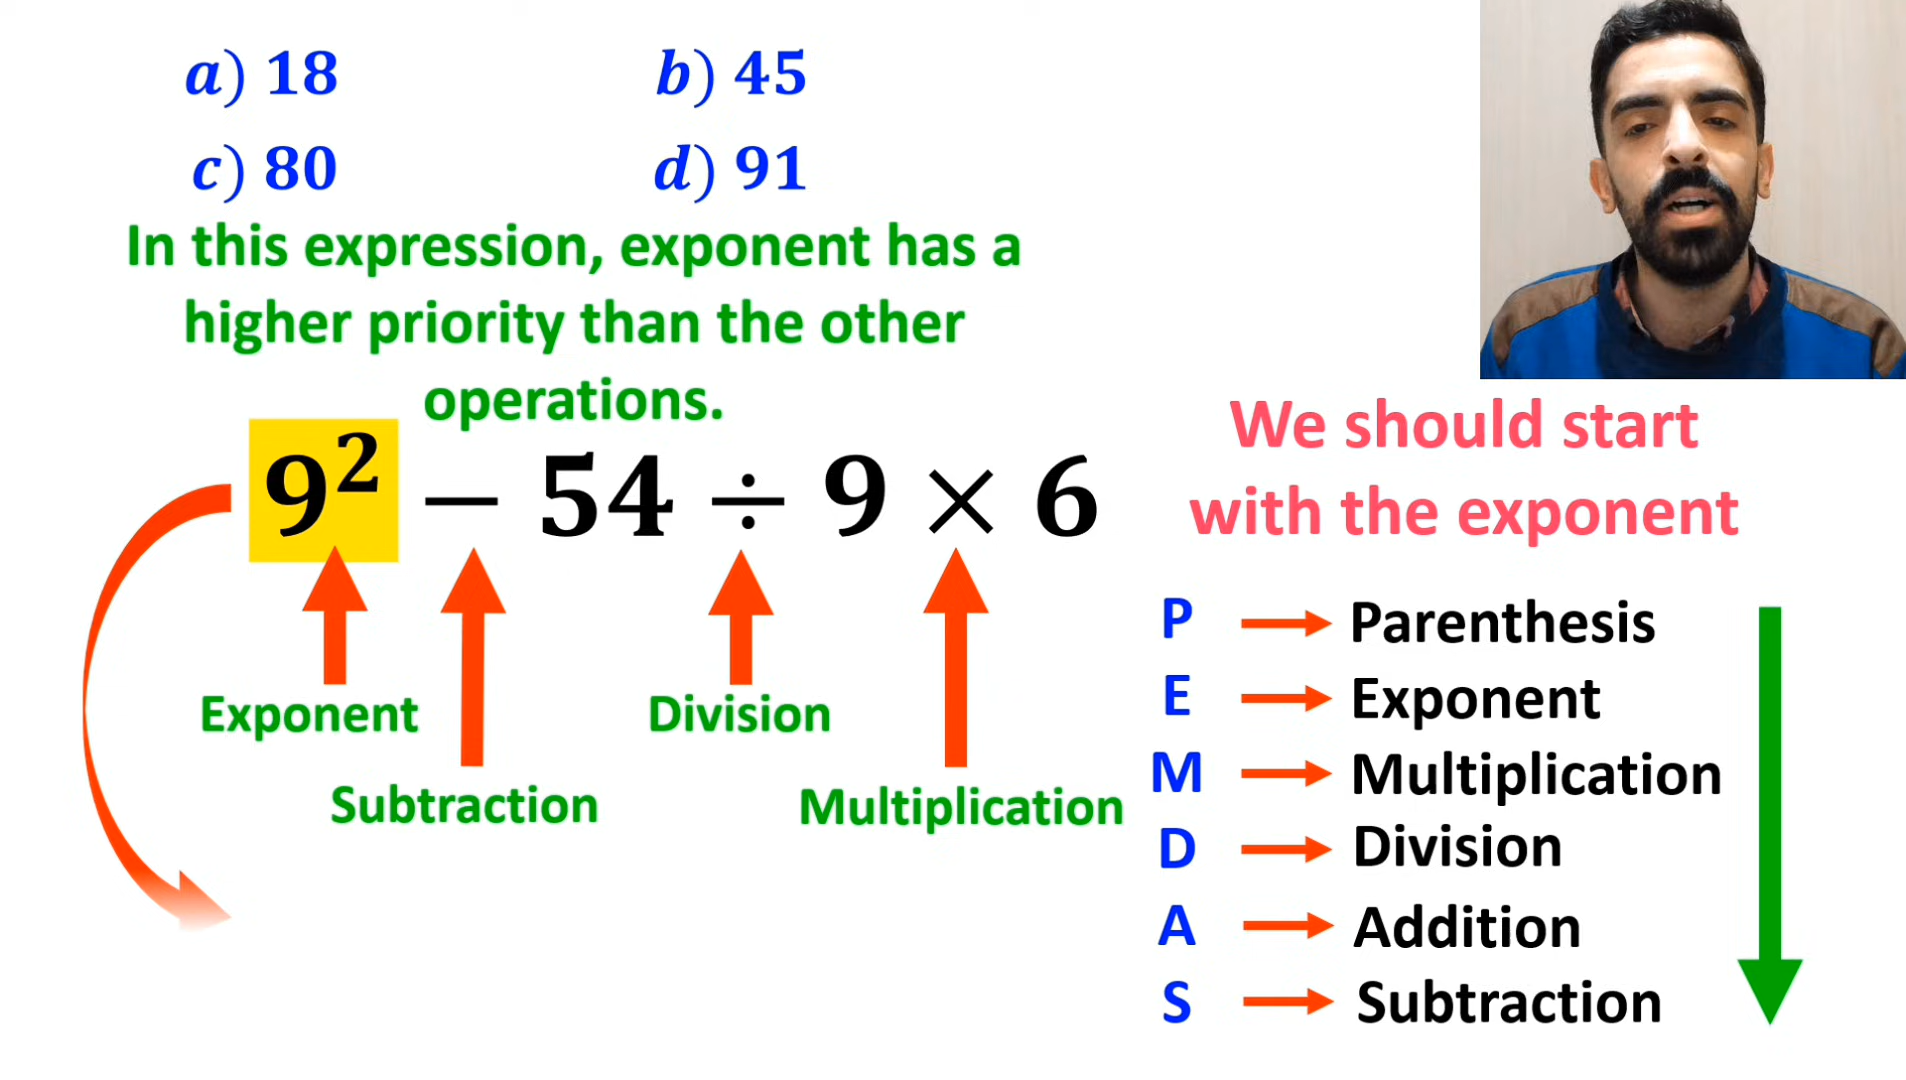 a) 18 b) 45
c) 80 d) 91
In this expression, exponent has a
higher priority than the other
operations.
9² − 54 ÷ 9 × 6
Exponent
Subtraction
Division
Multiplication
We should start
with the exponent
P → Parenthesis
E → Exponent
M → Multiplication
D → Division
A → Addition
S → Subtraction